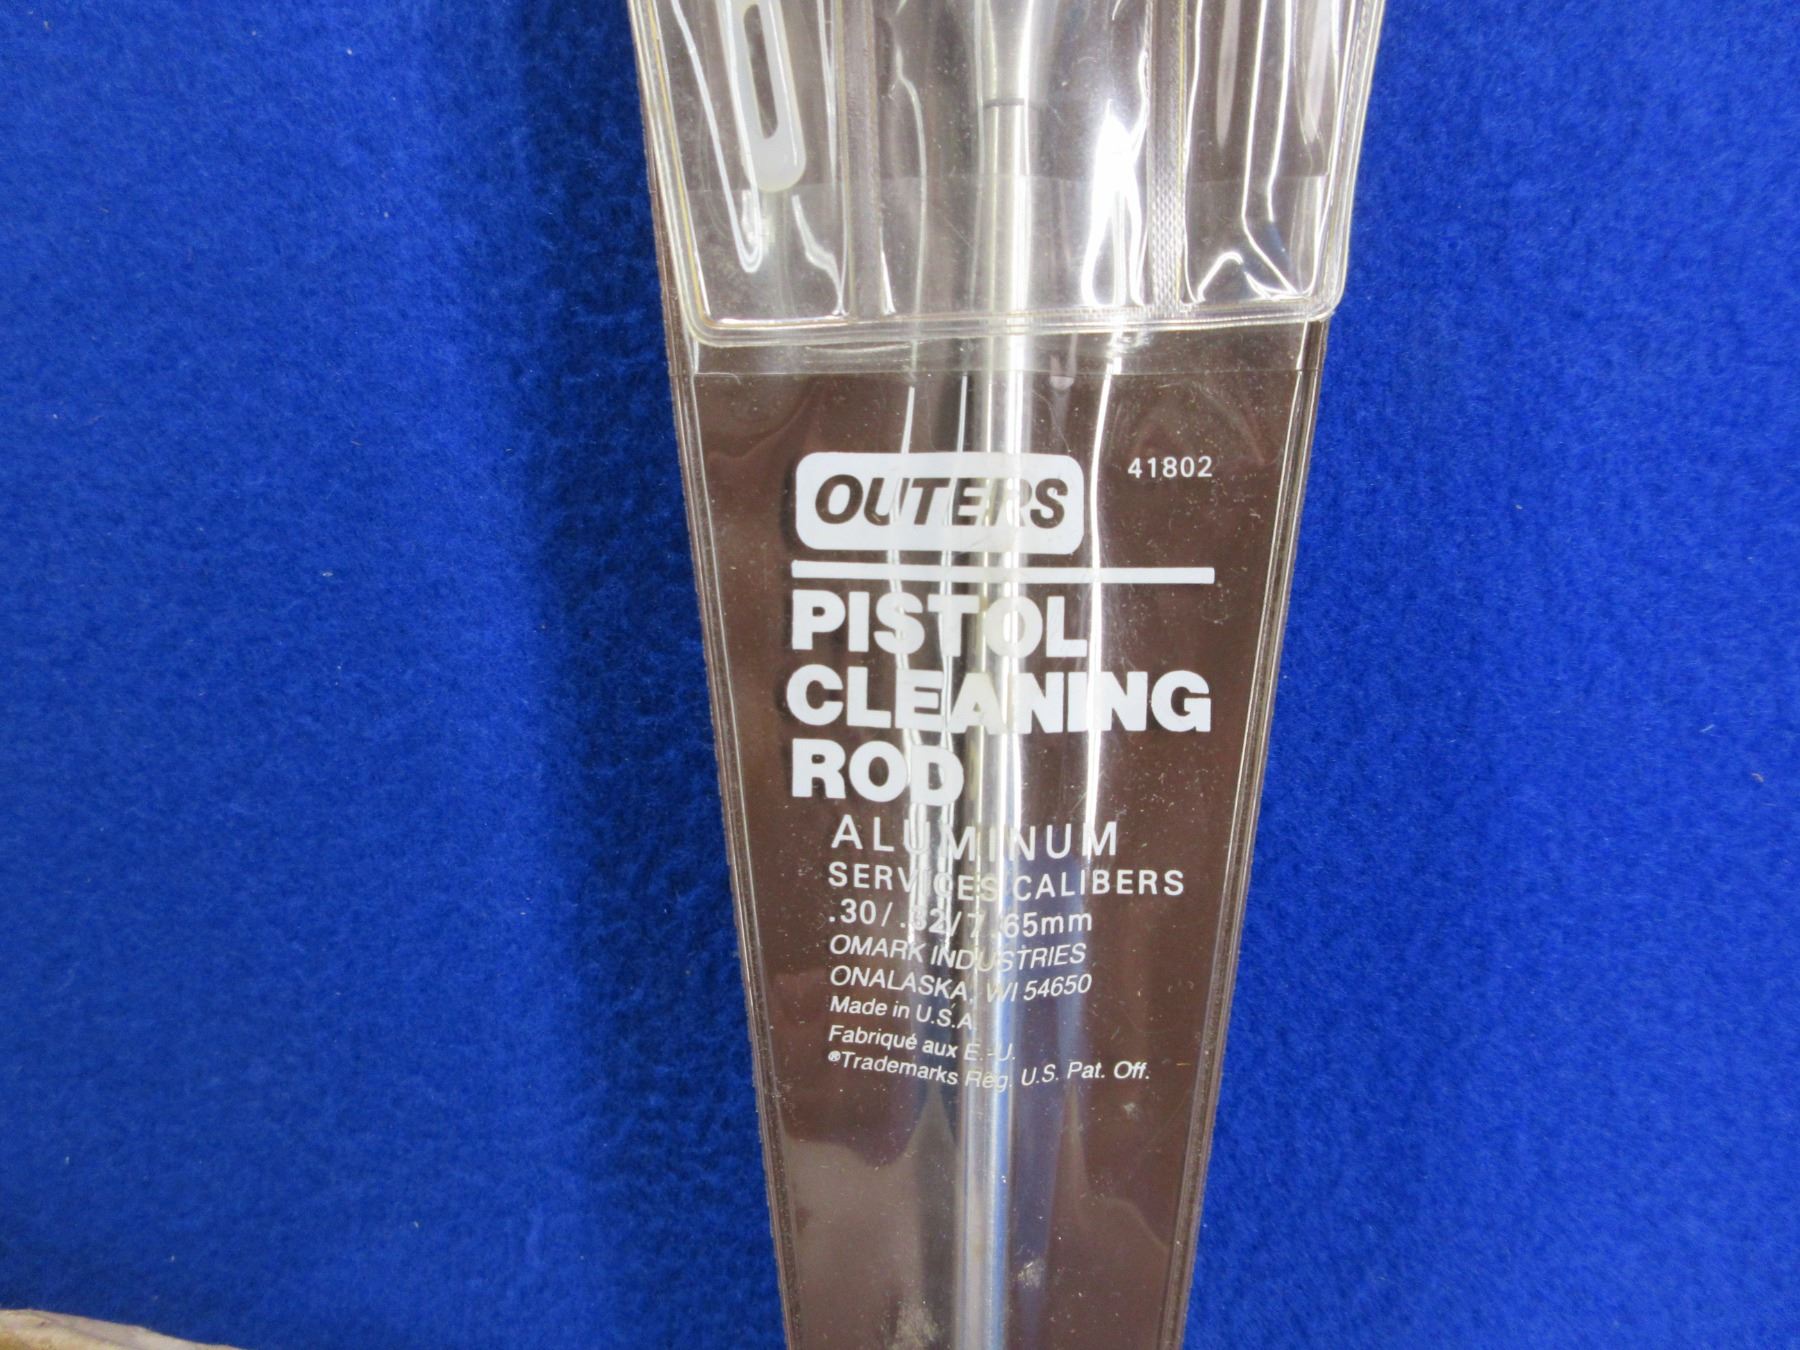 OUTERS 41802
PISTOL
CLEANING
ROD
ALUMINUM
SERVICES CALIBERS
.30/.32/7.65mm
OMARK INDUSTRIES
ONALASKA, WI 54650
Made in U.S.A.
Fabriqué aux E.-U.
®Trademarks Reg. U.S. Pat. Off.